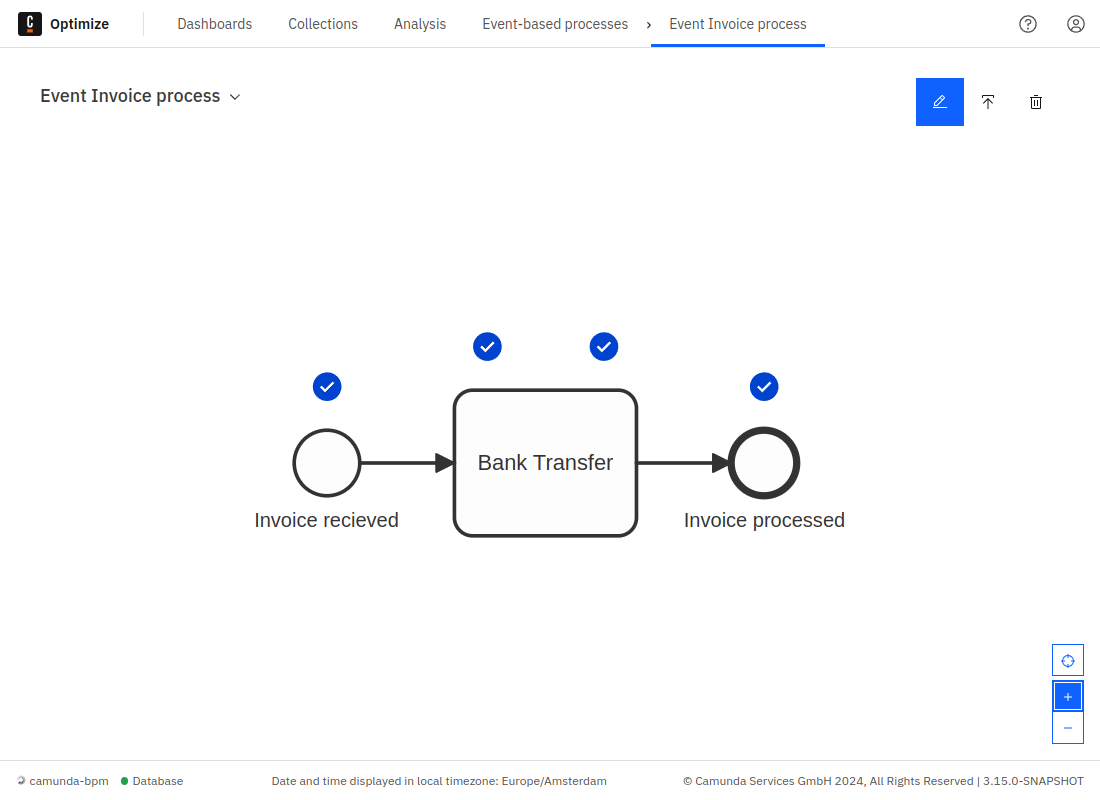 C Optimize Dashboards Collections Analysis Event-based processes › Event Invoice process
Event Invoice process
Bank Transfer
Invoice recieved Invoice processed
camunda-bpm Database Date and time displayed in local timezone: Europe/Amsterdam © Camunda Services GmbH 2024, All Rights Reserved | 3.15.0-SNAPSHOT